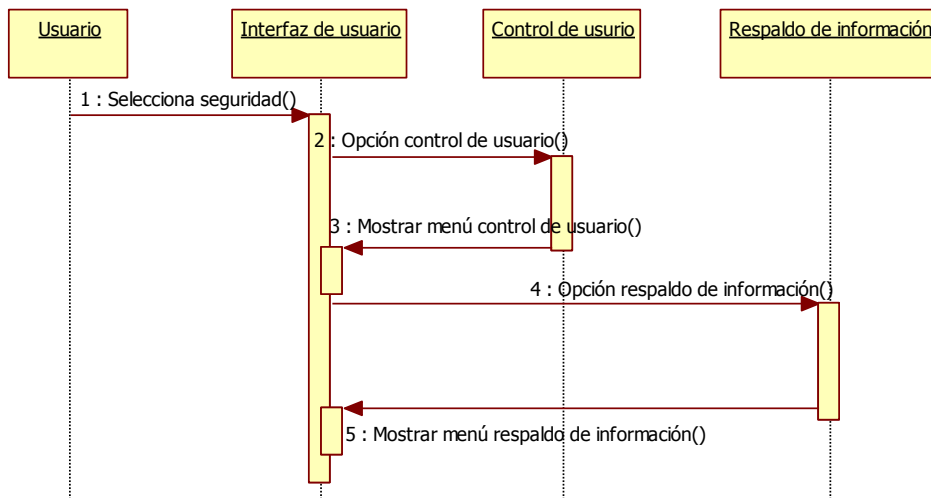 Usuario
Interfaz de usuario
Control de usurio
Respaldo de información
1 : Selecciona seguridad()
2 : Opción control de usuario()
3 : Mostrar menú control de usuario()
4 : Opción respaldo de información()
5 : Mostrar menú respaldo de información()